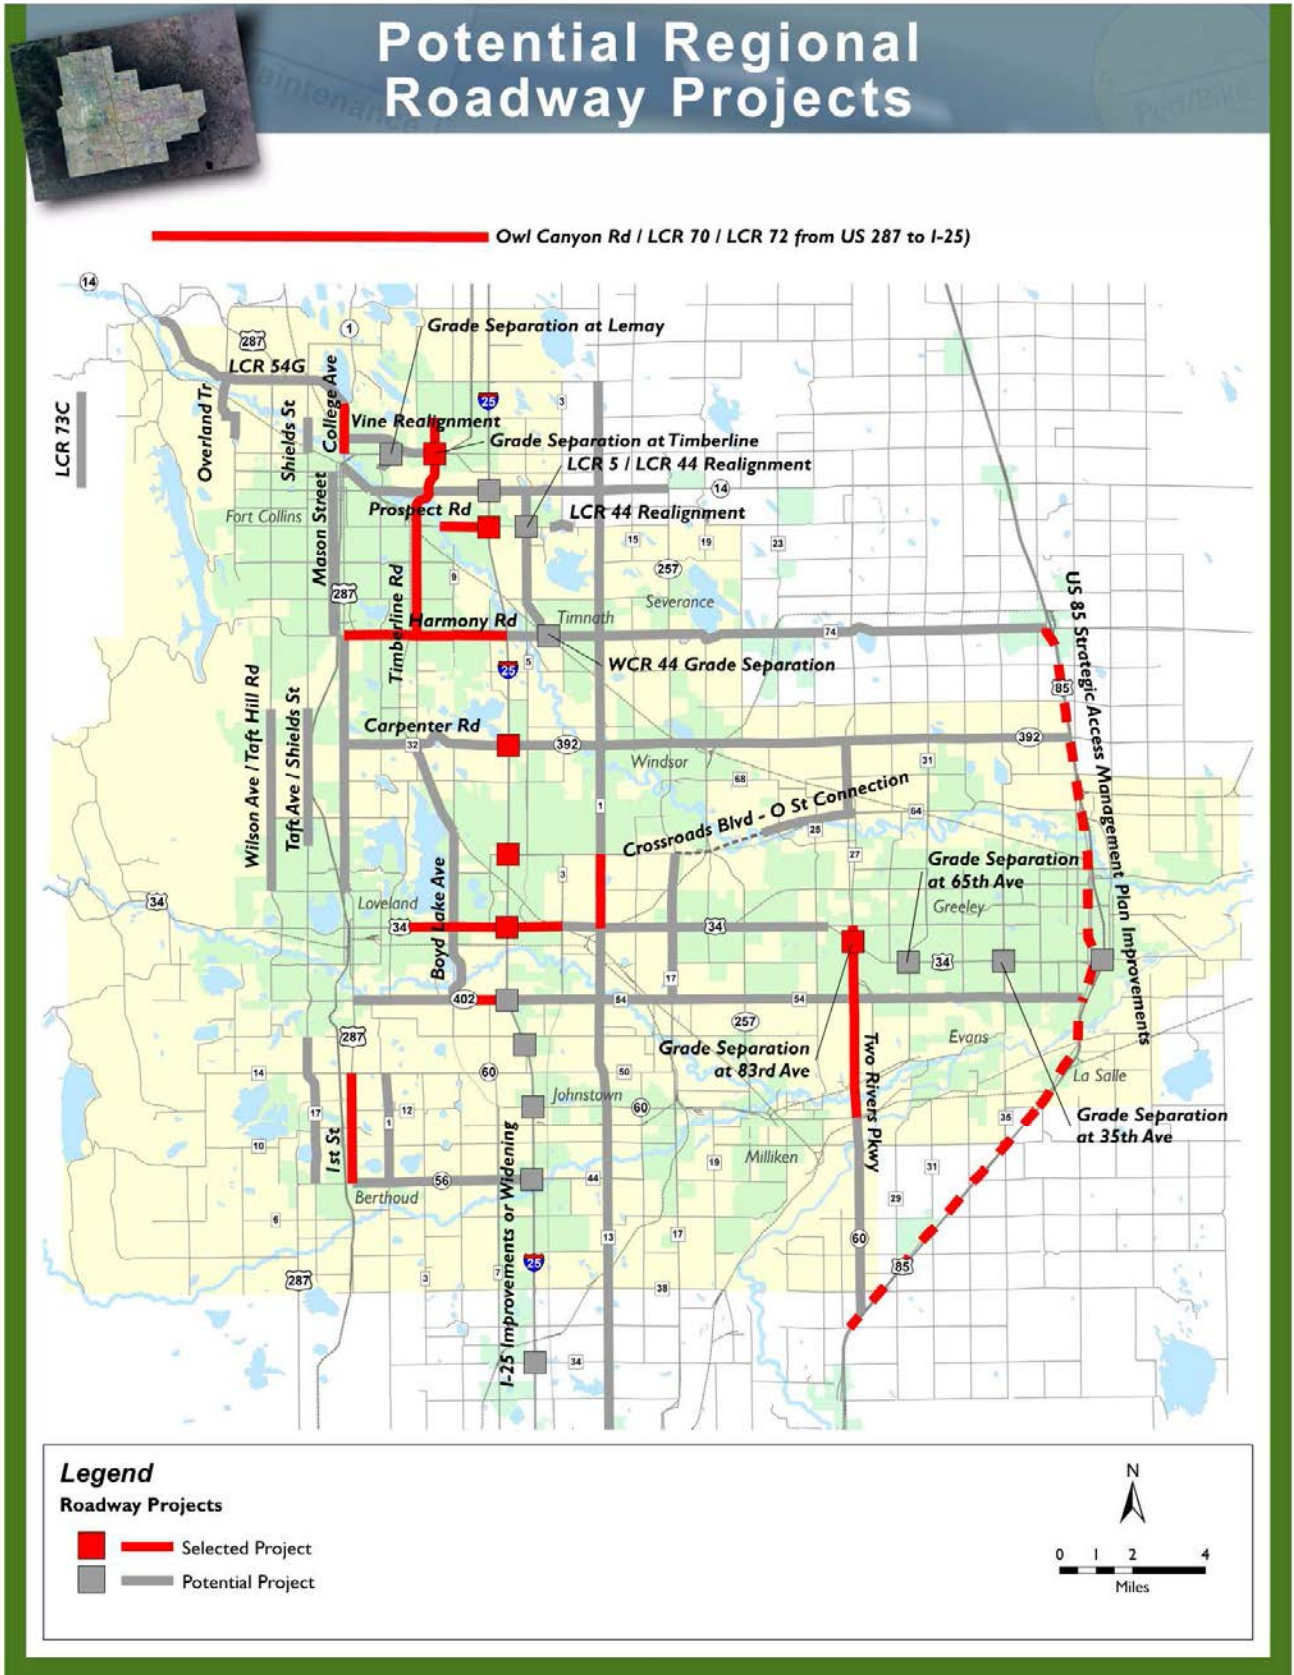 Potential Regional
Roadway Projects
Owl Canyon Rd / LCR 70 / LCR 72 from US 287 to I-25)
14
Grade Separation at Lemay
1
287
LCR 54G
College Ave
Overland Tr
Shields St
LCR 73C
25
3
Vine Realignment
Grade Separation at Timberline
LCR 5 / LCR 44 Realignment
14
Prospect Rd
LCR 44 Realignment
Fort Collins
Mason Street
15
19
23
257
9
287
Timberline Rd
Severance
Timnath
Harmony Rd
74
US 85 Strategic Access Management Plan Improvements
5
25
WCR 44 Grade Separation
85
Wilson Ave / Taft Hill Rd
Taft Ave / Shields St
Carpenter Rd
32
392
392
Windsor
31
68
Crossroads Blvd - O St Connection
1
64
25
27
3
Grade Separation
at 65th Ave
Greeley
34
Loveland
Boyd Lake Ave
34
34
34
17
402
54
54
257
287
Grade Separation
at 83rd Ave
Evans
Two Rivers Pkwy
La Salle
14
60
50
Johnstown
60
17
12
1
35
Grade Separation
at 35th Ave
10
1st St
I-25 Improvements or Widening
Milliken
19
31
56
44
Berthoud
29
6
13
17
60
287
3
7
25
85
38
34
Legend
Roadway Projects
Selected Project
Potential Project
N
0 1 2 4
Miles